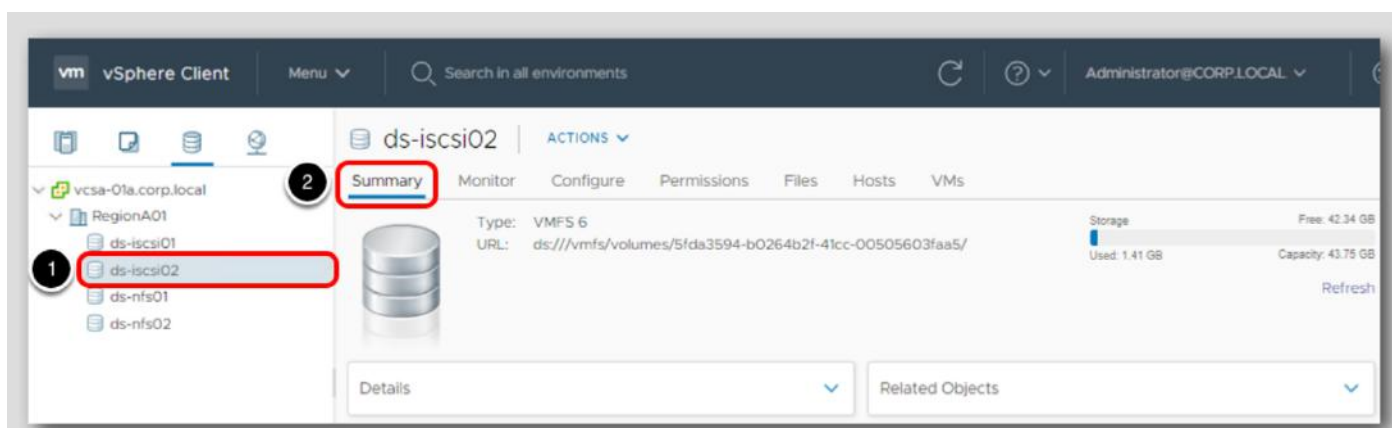 vm vSphere Client Menu Search in all environments Administrator@CORP.LOCAL
ds-iscsi02 ACTIONS
vcsa-01a.corp.local
RegionA01
ds-iscsi01
1 ds-iscsi02
ds-nfs01
ds-nfs02
2 Summary Monitor Configure Permissions Files Hosts VMs
Type: VMFS 6
URL: ds:///vmfs/volumes/5fda3594-b0264b2f-41cc-00505603faa5/
Storage Free: 42.34 GB
Used: 1.41 GB Capacity: 43.75 GB
Refresh
Details Related Objects